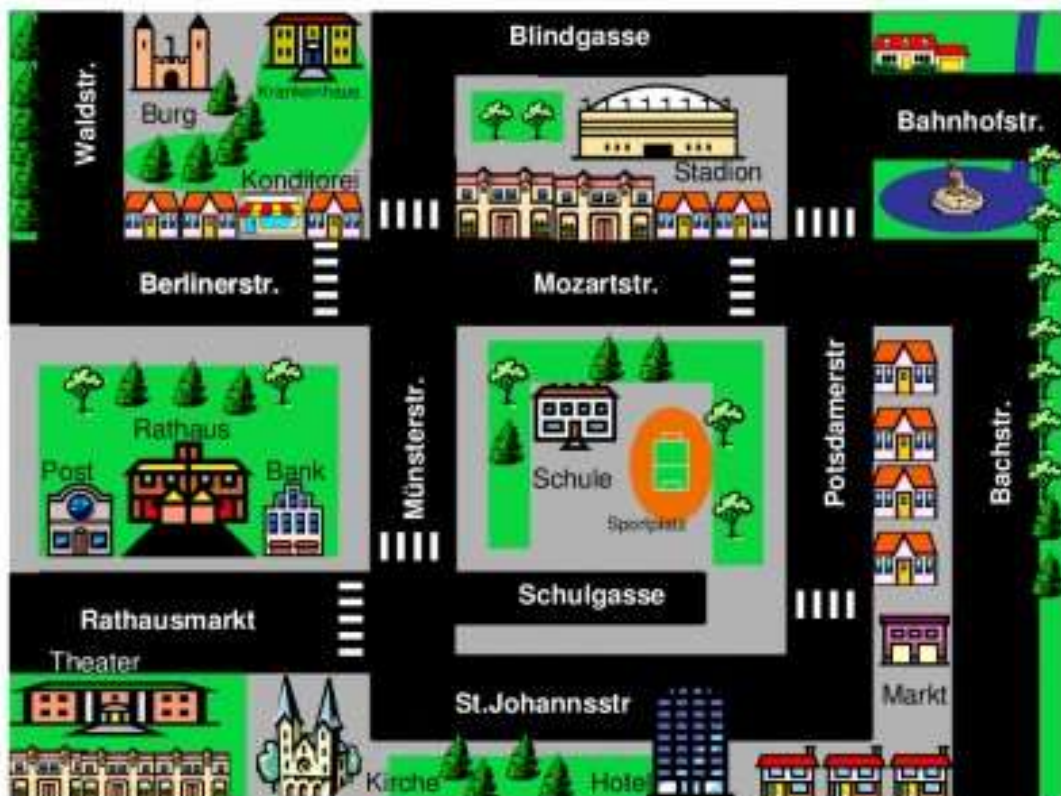 Blindgasse
Waldstr.
Burg
Krankenhaus
Bahnhofstr.
Stadion
Konditorei
Berlinerstr.
Mozartstr.
Münsterstr.
Potsdamerstr
Bachstr.
Rathaus
Post
Bank
Schule
Sportplatz
Schulgasse
Rathausmarkt
Theater
St.Johannsstr
Markt
Kirche
Hotel